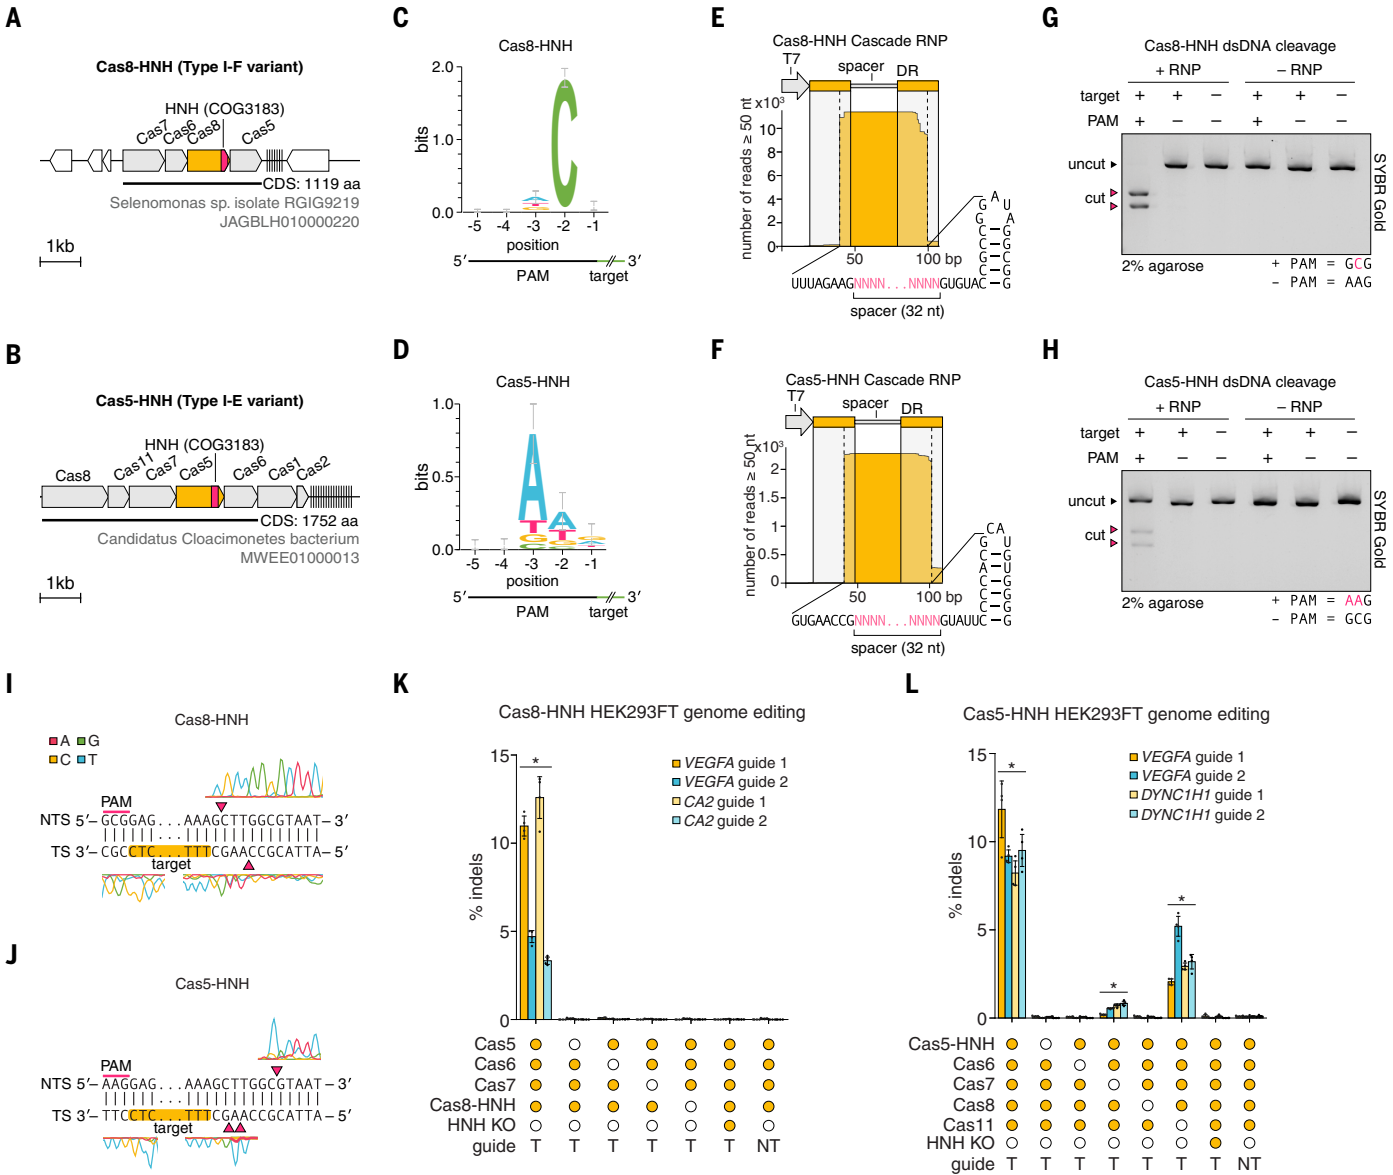 A
Cas8-HNH (Type I-F variant)
HNH (COG3183)
Cas7 Cas6 Cas8 Cas5
CDS: 1119 aa
Selenomonas sp. isolate RGIG9219
JAGBLH010000220
1kb
B
Cas5-HNH (Type I-E variant)
HNH (COG3183)
Cas8 Cas11 Cas7 Cas5 Cas6 Cas1 Cas2
CDS: 1752 aa
Candidatus Cloacimonetes bacterium
MWEE01000013
1kb
C
Cas8-HNH
bits
2.0
1.0
0.0
C
-5 -4 -3 -2 -1
position
5′ 3′
PAM target
D
Cas5-HNH
bits
1.0
0.5
0.0
A
T
G
C
A
T
G
C
-5 -4 -3 -2 -1
position
5′ 3′
PAM target
E
Cas8-HNH Cascade RNP
T7 spacer DR
x10³
number of reads ≥ 50 nt
10
8
6
4
2
0
50 100 bp
G A U
G A
C G
C G
G C
C G
UUUAGAAGNNNN...NNNNGUGUAC G
spacer (32 nt)
F
Cas5-HNH Cascade RNP
T7 spacer DR
x10³
number of reads ≥ 50 nt
2
1.5
1
0.5
0
50 100 bp
C A
G U
C G
A U
C G
C G
C G
GUGAACCGNNNN...NNNNGUAUUC G
spacer (32 nt)
G
Cas8-HNH dsDNA cleavage
+ RNP – RNP
target + + – + + –
PAM + – – + – –
uncut
cut
SYBR Gold
2% agarose
+ PAM = GCG
– PAM = AAG
H
Cas5-HNH dsDNA cleavage
+ RNP – RNP
target + + – + + –
PAM + – – + – –
uncut
cut
SYBR Gold
2% agarose
+ PAM = AAG
– PAM = GCG
I
Cas8-HNH
A G
C T
PAM
NTS 5′– GCGGAG...AAAGCTTGGCGTAAT – 3′
TS 3′– CGCCTC...TTTCGAACCGCATTA – 5′
target
J
Cas5-HNH
PAM
NTS 5′– AAGGAG...AAAGCTTGGCGTAAT – 3′
TS 3′– TTCCTC...TTTCGAACCGCATTA – 5′
target
K
Cas8-HNH HEK293FT genome editing
% indels
15
10
5
0
*
VEGFA guide 1
VEGFA guide 2
CA2 guide 1
CA2 guide 2
Cas5
Cas6
Cas7
Cas8-HNH
HNH KO
guide T T T T T T NT
L
Cas5-HNH HEK293FT genome editing
% indels
15
10
5
0
* * *
VEGFA guide 1
VEGFA guide 2
DYNC1H1 guide 1
DYNC1H1 guide 2
Cas5-HNH
Cas6
Cas7
Cas8
Cas11
HNH KO
guide T T T T T T T NT